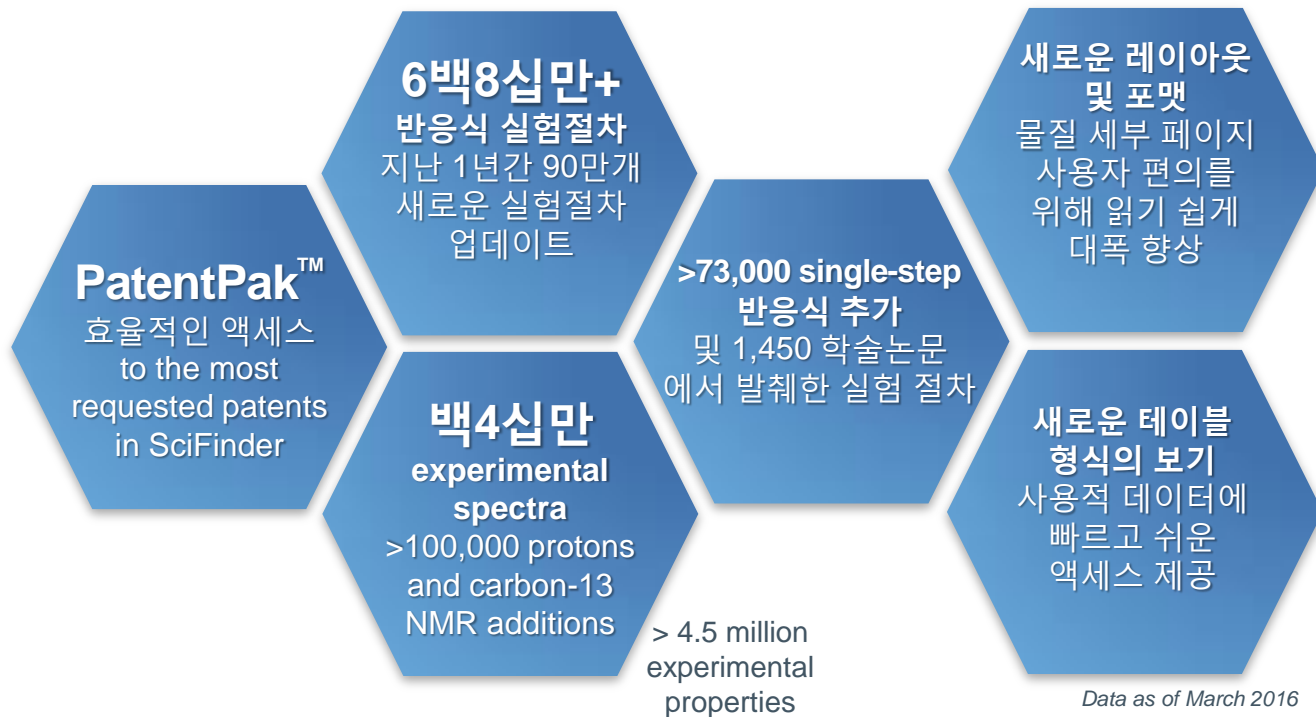 PatentPak™
효율적인 액세스
to the most
requested patents
in SciFinder
6백8십만+
반응식 실험절차
지난 1년간 90만개
새로운 실험절차
업데이트
백4십만
experimental
spectra
>100,000 protons
and carbon-13
NMR additions
> 4.5 million
experimental
properties
>73,000 single-step
반응식 추가
및 1,450 학술논문
에서 발췌한 실험 절차
새로운 레이아웃
및 포맷
물질 세부 페이지
사용자 편의를
위해 읽기 쉽게
대폭 향상
새로운 테이블
형식의 보기
사용적 데이터에
빠르고 쉬운
액세스 제공
Data as of March 2016